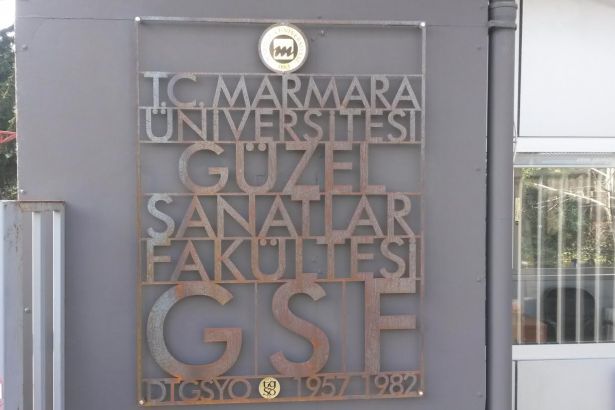 T.C. MARMARA
ÜNİVERSİTESİ
GÜZEL
SANATLAR
FAKÜLTESİ
GSF
DTGSYO 1957 1982